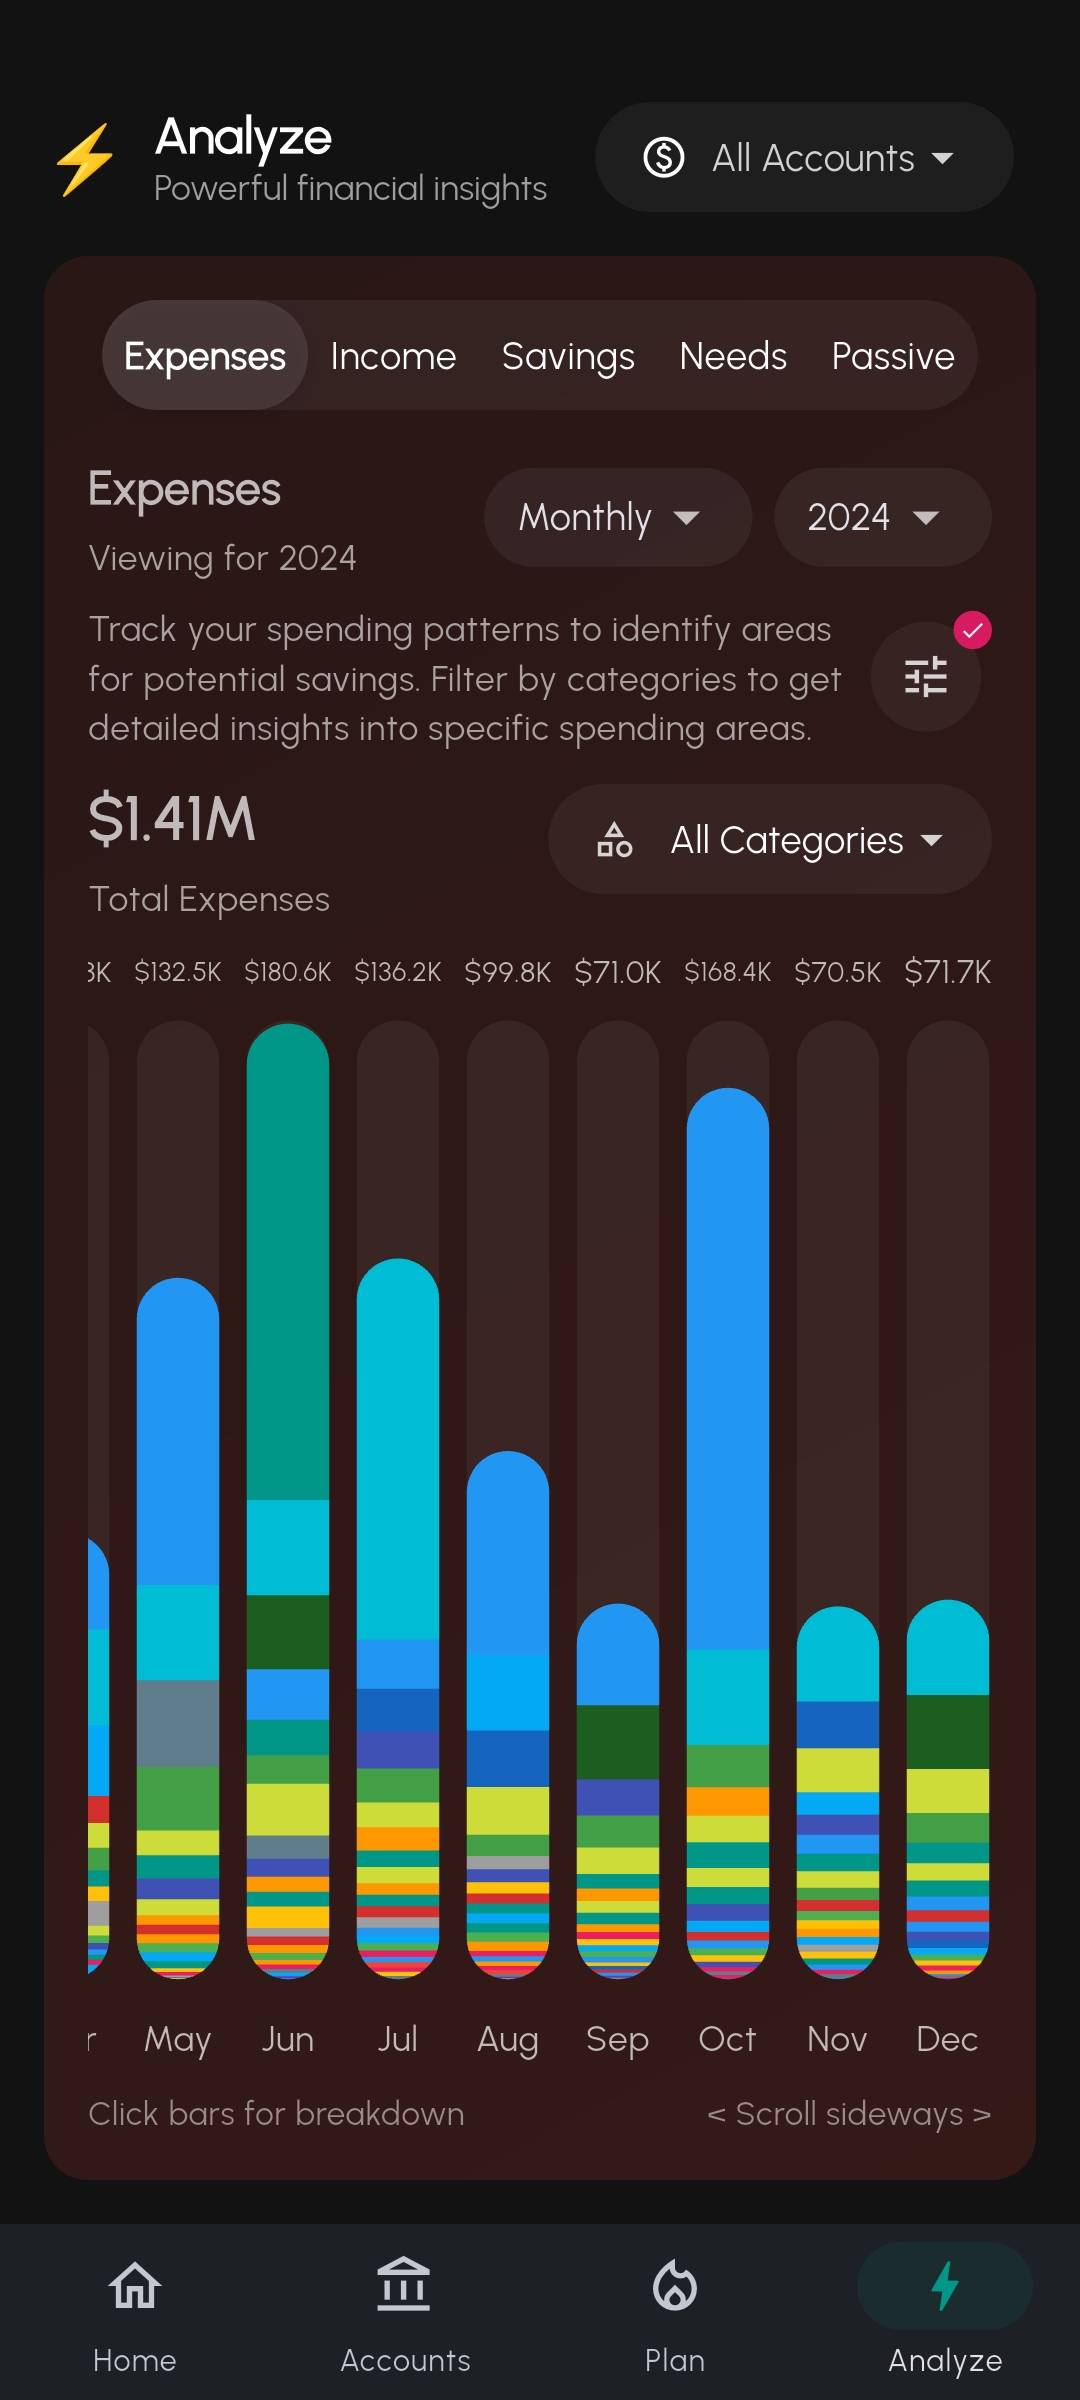 Analyze
Powerful financial insights
All Accounts
Expenses Income Savings Needs Passive
Expenses
Monthly
2024
Viewing for 2024
Track your spending patterns to identify areas
for potential savings. Filter by categories to get
detailed insights into specific spending areas.
$1.41M
All Categories
Total Expenses
$132.5K $180.6K $136.2K $99.8K $71.0K $168.4K $70.5K $71.7K
May Jun Jul Aug Sep Oct Nov Dec
Click bars for breakdown
< Scroll sideways >
Home Accounts Plan Analyze